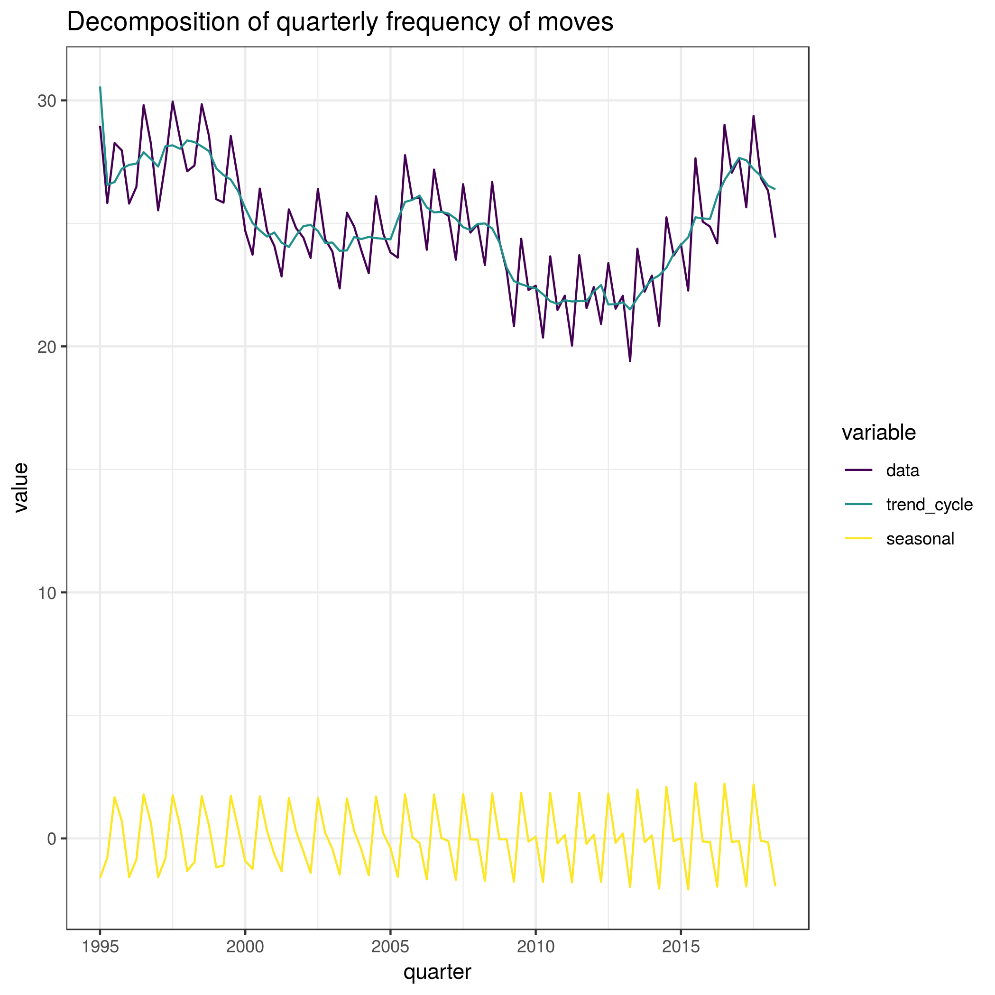 Decomposition of quarterly frequency of moves
30
20
10
0
value
1995 2000 2005 2010 2015
quarter
variable
data
trend_cycle
seasonal